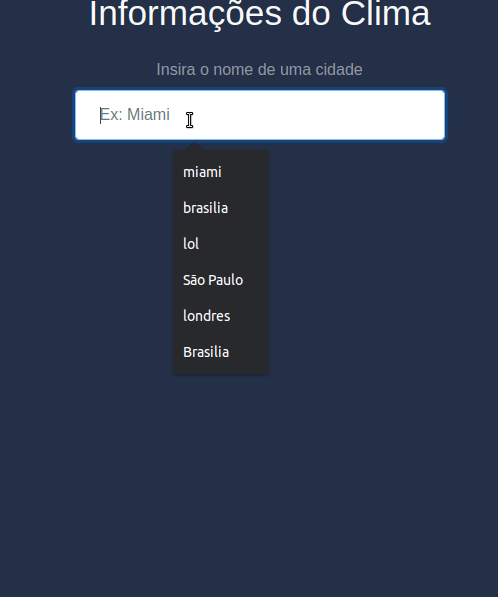 Informações do Clima
Insira o nome de uma cidade
Ex: Miami
miami
brasilia
lol
São Paulo
londres
Brasilia